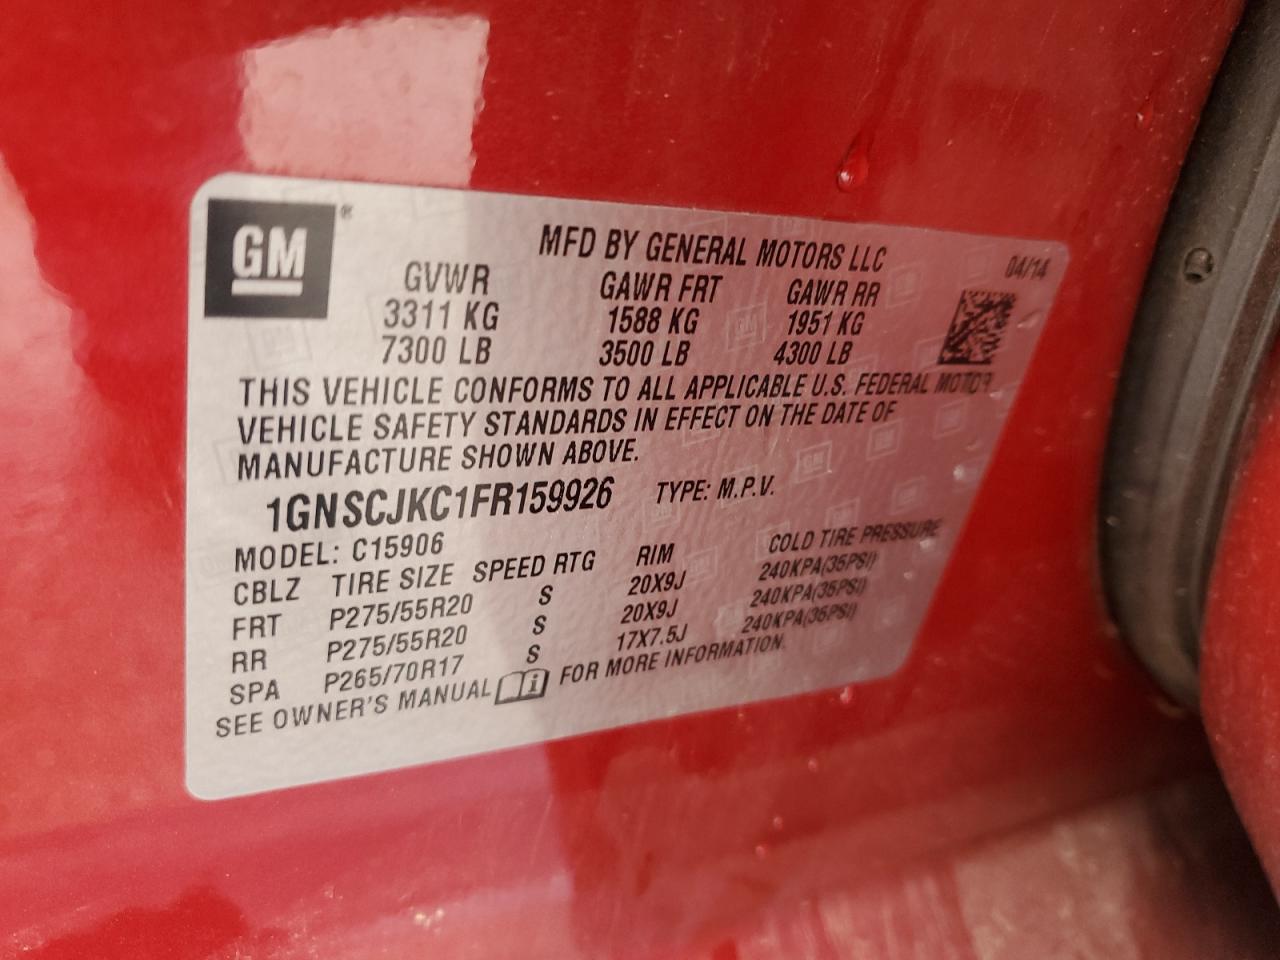 GM ®
MFD BY GENERAL MOTORS LLC 04/14
GVWR GAWR FRT GAWR RR
3311 KG 1588 KG 1951 KG
7300 LB 3500 LB 4300 LB
THIS VEHICLE CONFORMS TO ALL APPLICABLE U.S. FEDERAL MOTOR
VEHICLE SAFETY STANDARDS IN EFFECT ON THE DATE OF
MANUFACTURE SHOWN ABOVE.
1GNSCJKC1FR159926 TYPE: M.P.V.
MODEL: C15906
CBLZ TIRE SIZE SPEED RTG RIM COLD TIRE PRESSURE
FRT P275/55R20 S 20X9J 240KPA(35PSI)
RR P275/55R20 S 20X9J 240KPA(35PSI)
SPA P265/70R17 S 17X7.5J 240KPA(35PSI)
SEE OWNER'S MANUAL i FOR MORE INFORMATION.